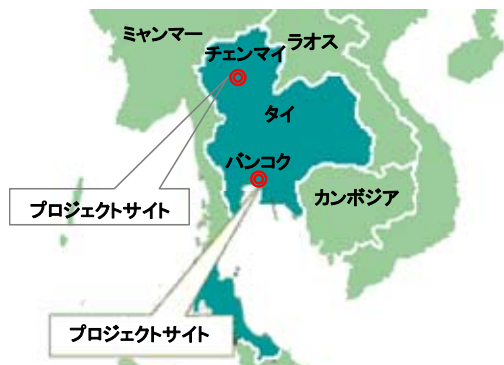 ミャンマー
ラオス
チェンマイ
タイ
バンコク
カンボジア
プロジェクトサイト
プロジェクトサイト